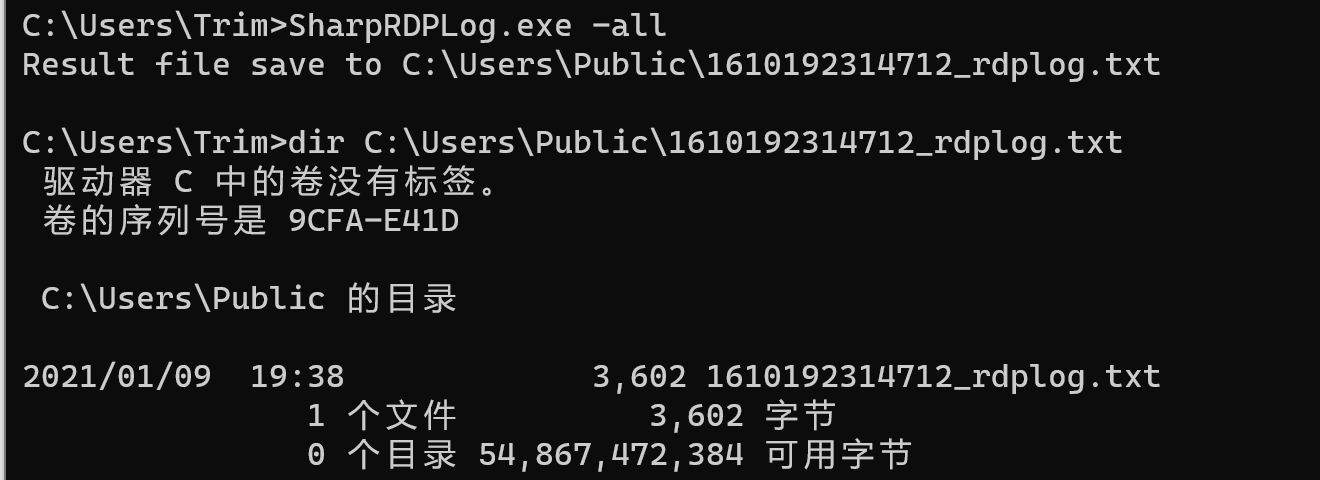 C:\Users\Trim>SharpRDPLog.exe -all
Result file save to C:\Users\Public\1610192314712_rdplog.txt
C:\Users\Trim>dir C:\Users\Public\1610192314712_rdplog.txt
驱动器 C 中的卷没有标签。
卷的序列号是 9CFA-E41D
C:\Users\Public 的目录
2021/01/09  19:38             3,602 1610192314712_rdplog.txt
1 个文件          3,602 字节
0 个目录 54,867,472,384 可用字节